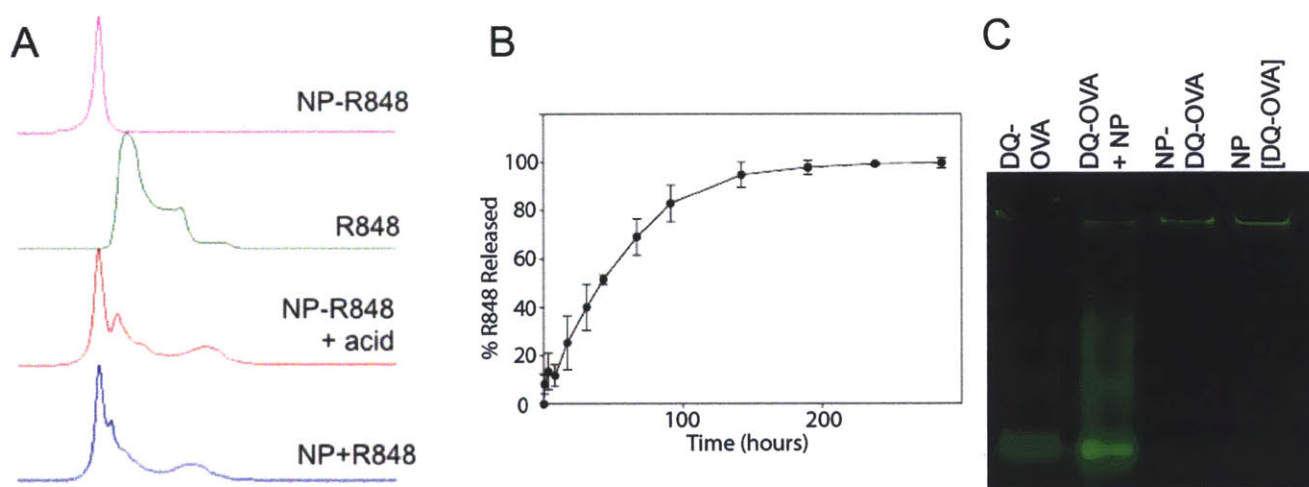 A
NP-R848
R848
NP-R848
+ acid
NP+R848
B
% R848 Released
100
80
60
40
20
0
100
200
Time (hours)
C
DQ-
OVA
DQ-OVA
+ NP
NP-
DQ-OVA
NP
[DQ-OVA]